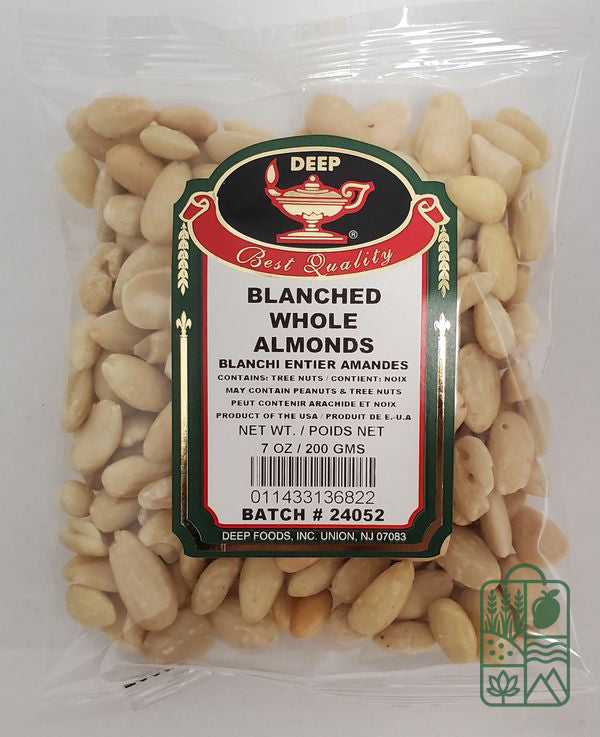 DEEP
®
Best Quality
BLANCHED
WHOLE
ALMONDS
BLANCHI ENTIER AMANDES
CONTAINS: TREE NUTS / CONTIENT: NOIX
MAY CONTAIN PEANUTS & TREE NUTS
PEUT CONTENIR ARACHIDE ET NOIX
PRODUCT OF THE USA / PRODUIT DE E.-U.A
NET WT. / POIDS NET
7 OZ / 200 GMS
011433136822
BATCH # 24052
DEEP FOODS, INC. UNION, NJ 07083